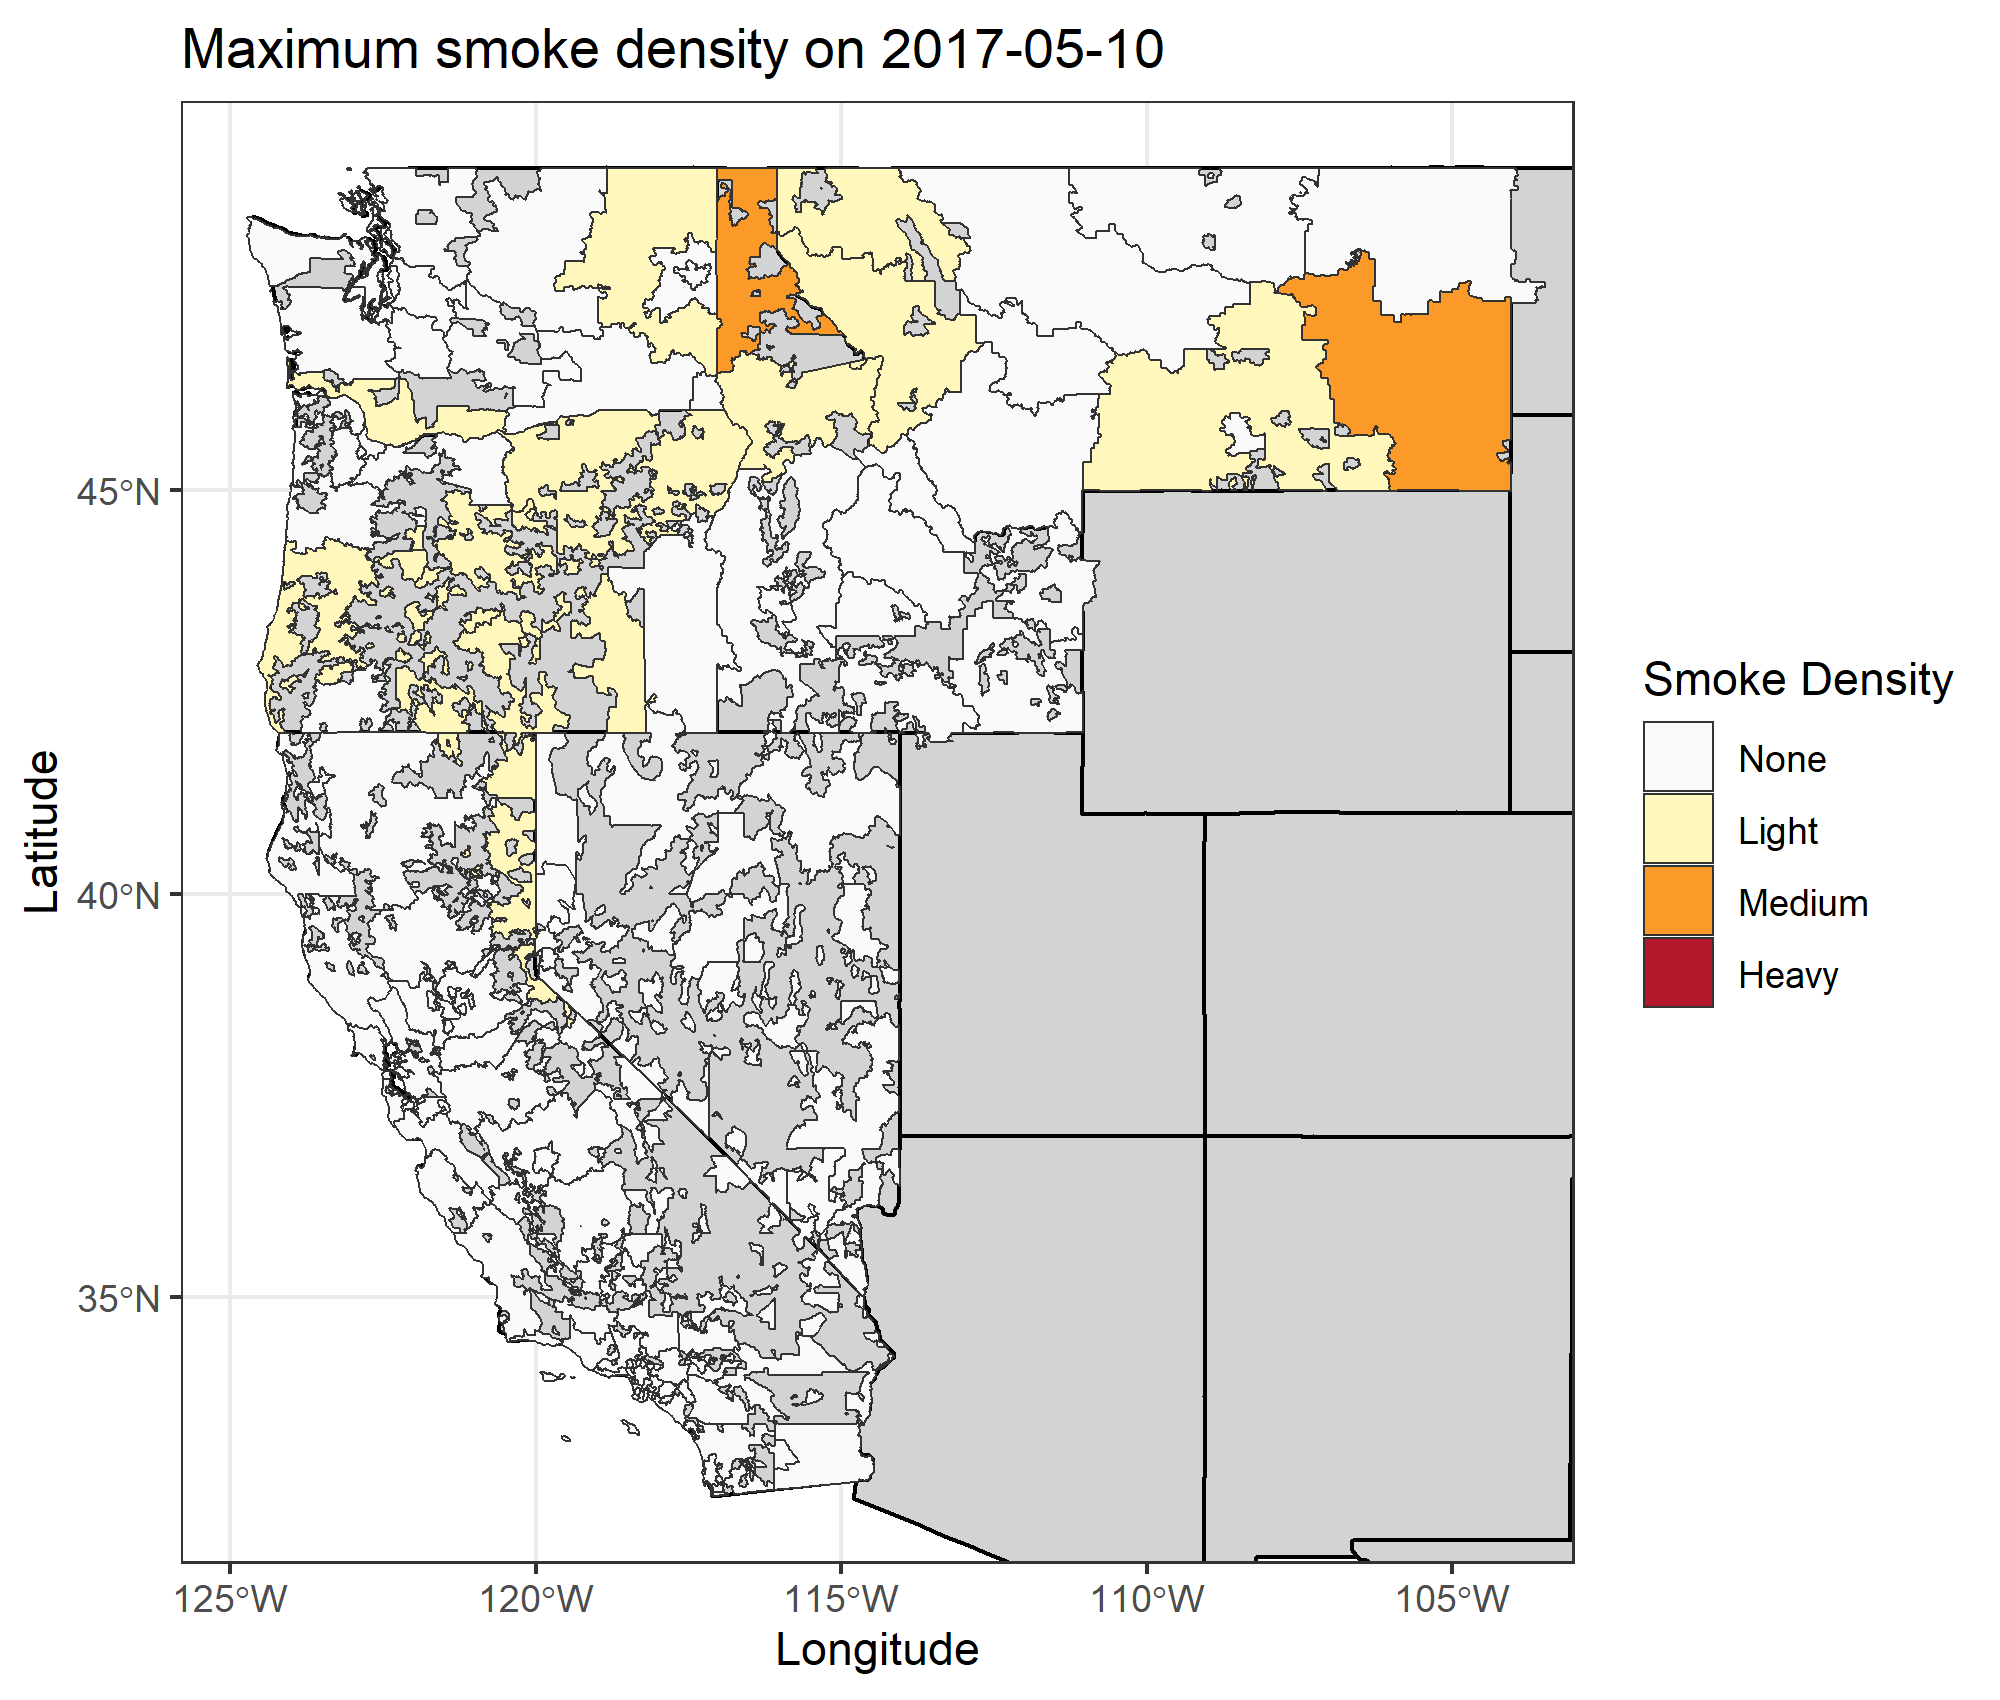 Maximum smoke density on 2017-05-10
Latitude
45°N
40°N
35°N
125°W
120°W
115°W
110°W
105°W
Longitude
Smoke Density
None
Light
Medium
Heavy